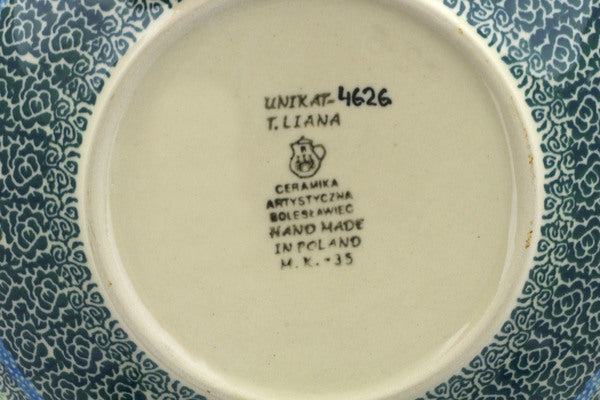 UNIKAT-4626
T.LIANA
CERAMIKA
ARTYSTYCZNA
BOLESŁAWIEC
HAND MADE
IN POLAND
M.K.-35